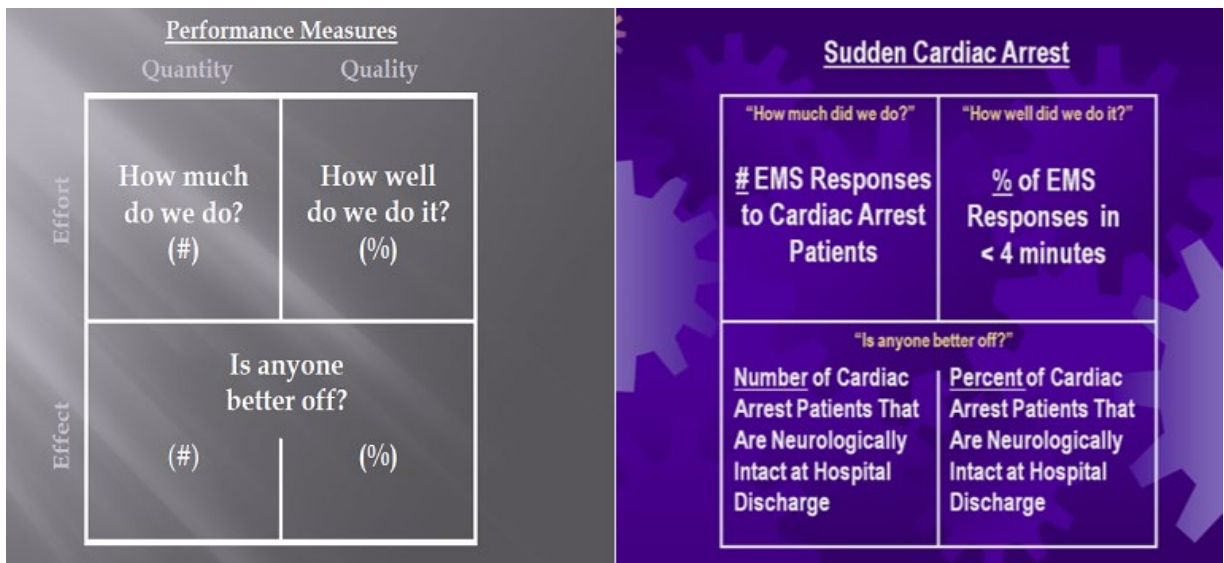 Performance Measures
Quantity
Quality
Effort
How much
do we do?
(#)
How well
do we do it?
(%)
Effect
Is anyone
better off?
(#)
(%)
Sudden Cardiac Arrest
“How much did we do?”
# EMS Responses
to Cardiac Arrest
Patients
“How well did we do it?”
% of EMS
Responses in
< 4 minutes
“Is anyone better off?”
Number of Cardiac
Arrest Patients That
Are Neurologically
Intact at Hospital
Discharge
Percent of Cardiac
Arrest Patients That
Are Neurologically
Intact at Hospital
Discharge